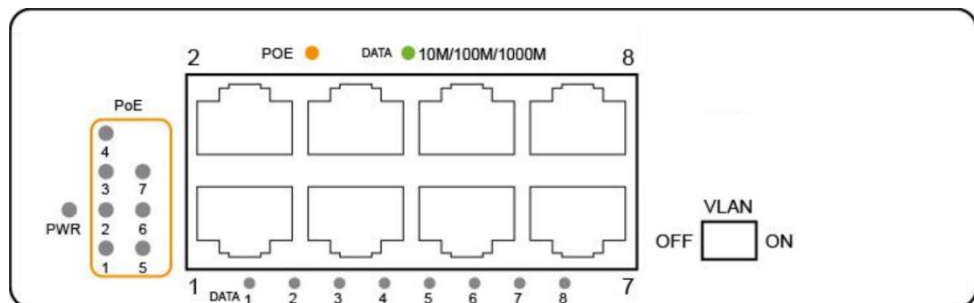 2 POE DATA 10M/100M/1000M 8
PoE
4
3 7
PWR 2 6
1 5
VLAN
OFF ON
1 7
DATA 1 2 3 4 5 6 7 8